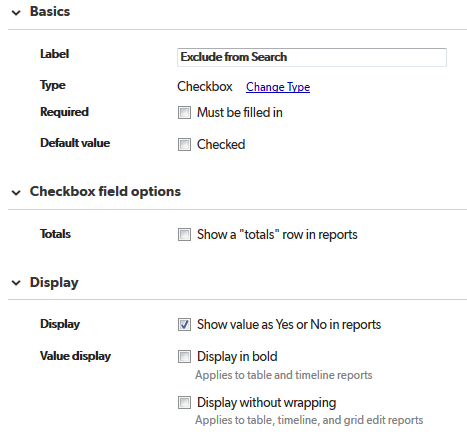 Basics
Label Exclude from Search
Type Checkbox Change Type
Required Must be filled in
Default value Checked
Checkbox field options
Totals Show a "totals" row in reports
Display
Display Show value as Yes or No in reports
Value display Display in bold
Applies to table and timeline reports
Display without wrapping
Applies to table, timeline, and grid edit reports